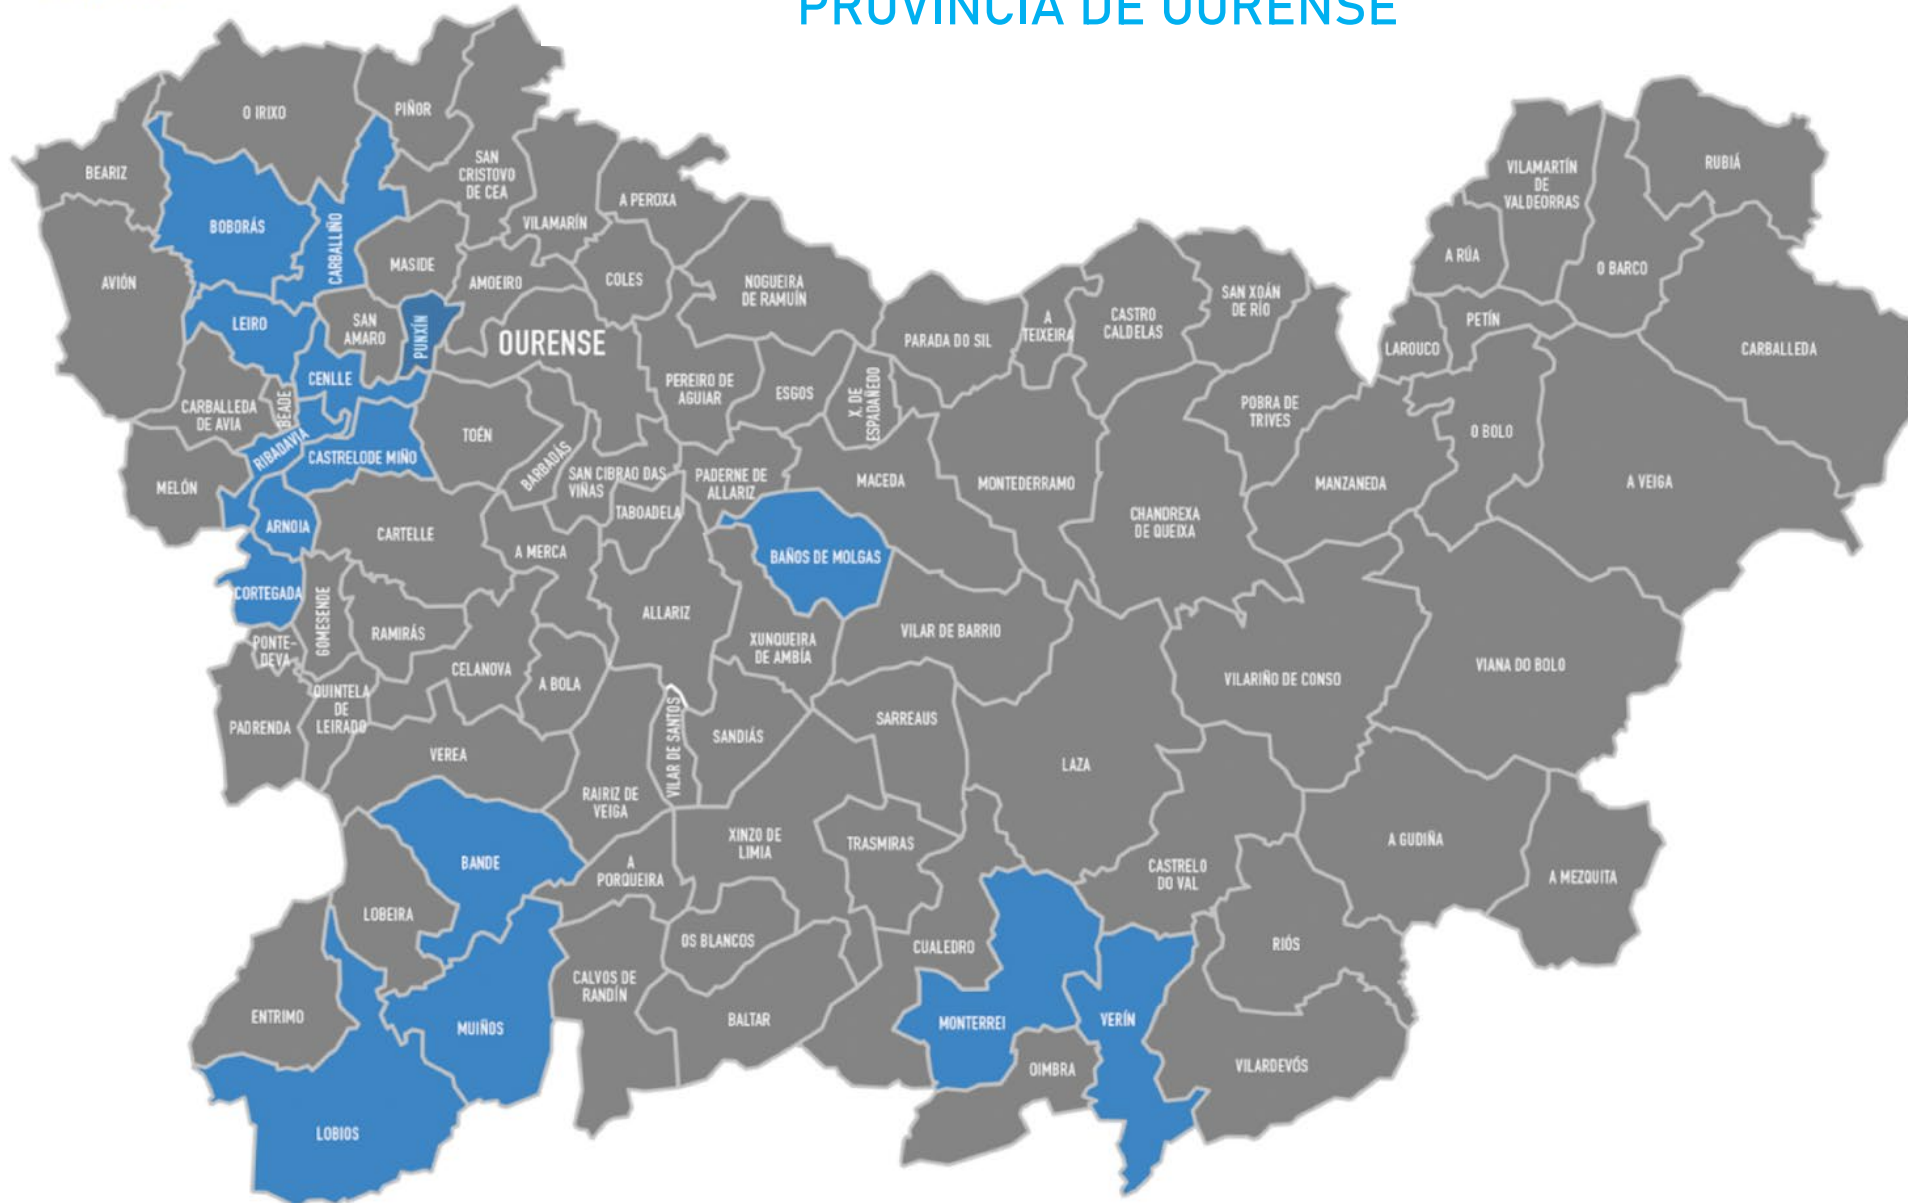 PROVINCIA DE OURENSE
O IRIXO
PIÑOR
BEARIZ
SAN
CRISTOVO
DE CEA
VILAMARÍN
A PEROXA
BOBORÁS
CARBALLIÑO
MASIDE
AMOEIRO
COLES
NOGUEIRA
DE RAMUÍN
AVIÓN
LEIRO
SAN
AMARO
PUNXÍN
OURENSE
PARADA DO SIL
A
TEIXEIRA
CASTRO
CALDELAS
SAN XOÁN
DE RÍO
VILAMARTÍN
DE
VALDEORRAS
RUBIÁ
A RÚA
O BARCO
PETÍN
LAROUCO
CARBALLEDA
CENLLE
CARBALLEDA
DE AVIA
BEADE
RIBADAVIA
CASTRELODE MIÑO
TOÉN
BARBADÁS
PEREIRO DE
AGUIAR
ESGOS
X. DE
ESPADAÑEDO
POBRA DE
TRIVES
O BOLO
MELÓN
ARNOIA
CARTELLE
SAN CIBRAO DAS
VIÑAS
TABOADELA
PADERNE DE
ALLARIZ
MACEDA
MONTEDERRAMO
CHANDREXA
DE QUEIXA
MANZANEDA
A VEIGA
A MERCA
BAÑOS DE MOLGAS
CORTEGADA
GOMESENDE
RAMIRÁS
ALLARIZ
XUNQUEIRA
DE AMBÍA
VILAR DE BARRIO
PONTE-
DEVA
CELANOVA
A BOLA
VILARIÑO DE CONSO
VIANA DO BOLO
PADRENDA
QUINTELA
DE
LEIRADO
VEREA
VILAR DE SANTOS
SANDIÁS
SARREAUS
LAZA
RAIRIZ DE
VEIGA
XINZO DE
LIMIA
TRASMIRAS
A GUDIÑA
A MEZQUITA
BANDE
A
PORQUEIRA
CASTRELO
DO VAL
LOBEIRA
OS BLANCOS
CUALEDRO
RIÓS
ENTRIMO
MUIÑOS
CALVOS DE
RANDÍN
BALTAR
MONTERREI
VERÍN
OIMBRA
VILARDEVÓS
LOBIOS